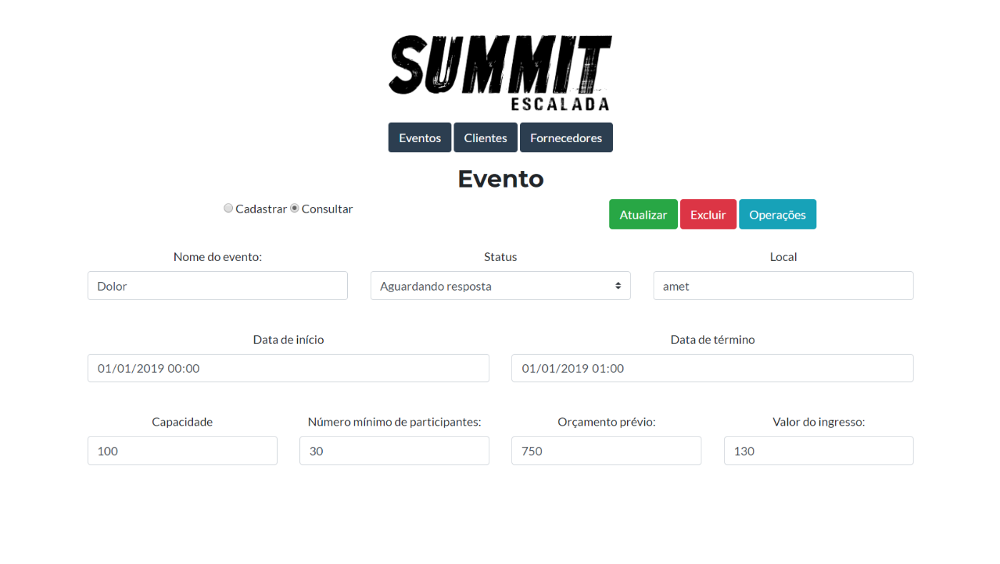 SUMMIT
ESCALADA
Eventos Clientes Fornecedores
Evento
Cadastrar Consultar
Atualizar Excluir Operações
Nome do evento: Status Local
Dolor Aguardando resposta amet
Data de início Data de término
01/01/2019 00:00 01/01/2019 01:00
Capacidade Número mínimo de participantes: Orçamento prévio: Valor do ingresso:
100 30 750 130